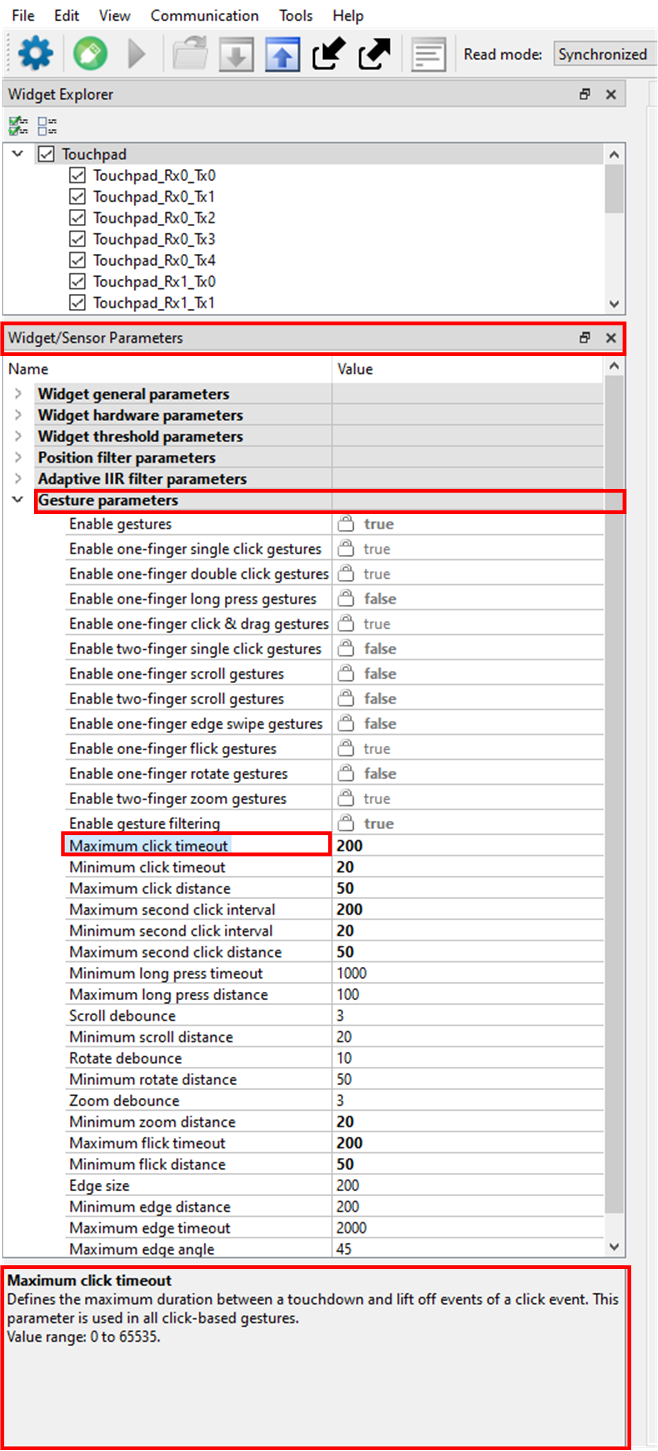 File Edit View Communication Tools Help
Read mode: Synchronized
Widget Explorer
Touchpad
Touchpad_Rx0_Tx0
Touchpad_Rx0_Tx1
Touchpad_Rx0_Tx2
Touchpad_Rx0_Tx3
Touchpad_Rx0_Tx4
Touchpad_Rx1_Tx0
Touchpad_Rx1_Tx1
Widget/Sensor Parameters
Name Value
Widget general parameters
Widget hardware parameters
Widget threshold parameters
Position filter parameters
Adaptive IIR filter parameters
Gesture parameters
Enable gestures true
Enable one-finger single click gestures true
Enable one-finger double click gestures true
Enable one-finger long press gestures false
Enable one-finger click & drag gestures true
Enable two-finger single click gestures false
Enable one-finger scroll gestures false
Enable two-finger scroll gestures false
Enable one-finger edge swipe gestures false
Enable one-finger flick gestures true
Enable one-finger rotate gestures false
Enable two-finger zoom gestures true
Enable gesture filtering true
Maximum click timeout 200
Minimum click timeout 20
Maximum click distance 50
Maximum second click interval 200
Minimum second click interval 20
Maximum second click distance 50
Minimum long press timeout 1000
Maximum long press distance 100
Scroll debounce 3
Minimum scroll distance 20
Rotate debounce 10
Minimum rotate distance 50
Zoom debounce 3
Minimum zoom distance 20
Maximum flick timeout 200
Minimum flick distance 50
Edge size 200
Minimum edge distance 200
Maximum edge timeout 2000
Maximum edge angle 45
Maximum click timeout
Defines the maximum duration between a touchdown and lift off events of a click event. This
parameter is used in all click-based gestures.
Value range: 0 to 65535.